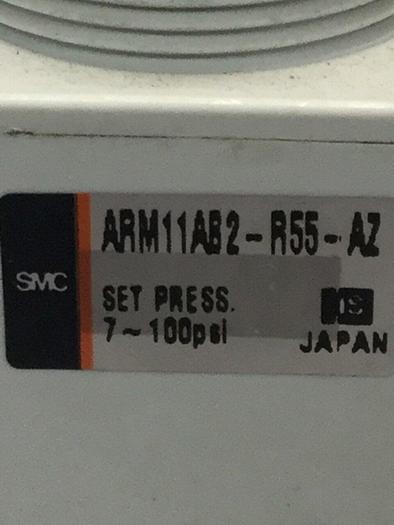 ARM11AB2-R55-AZ
SMC
SET PRESS.
7~100psi
JAPAN